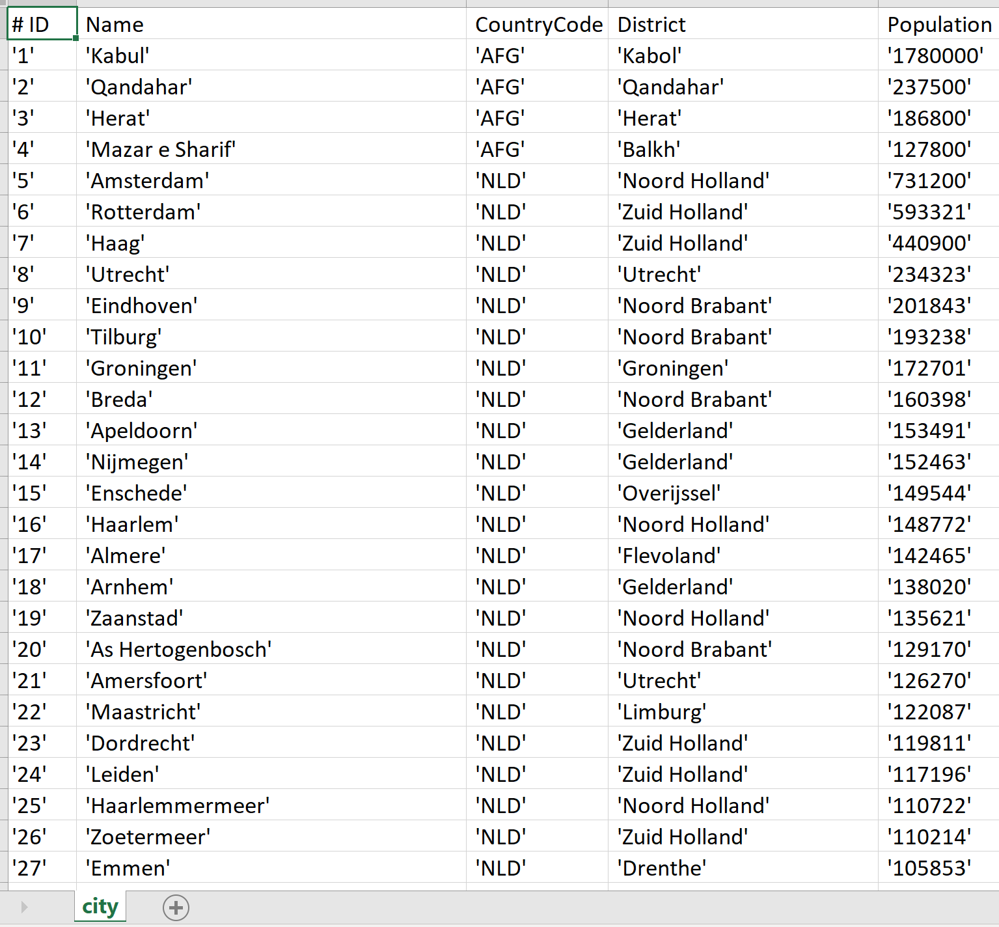 # ID Name CountryCode District Population
'1' 'Kabul' 'AFG' 'Kabol' '1780000'
'2' 'Qandahar' 'AFG' 'Qandahar' '237500'
'3' 'Herat' 'AFG' 'Herat' '186800'
'4' 'Mazar e Sharif' 'AFG' 'Balkh' '127800'
'5' 'Amsterdam' 'NLD' 'Noord Holland' '731200'
'6' 'Rotterdam' 'NLD' 'Zuid Holland' '593321'
'7' 'Haag' 'NLD' 'Zuid Holland' '440900'
'8' 'Utrecht' 'NLD' 'Utrecht' '234323'
'9' 'Eindhoven' 'NLD' 'Noord Brabant' '201843'
'10' 'Tilburg' 'NLD' 'Noord Brabant' '193238'
'11' 'Groningen' 'NLD' 'Groningen' '172701'
'12' 'Breda' 'NLD' 'Noord Brabant' '160398'
'13' 'Apeldoorn' 'NLD' 'Gelderland' '153491'
'14' 'Nijmegen' 'NLD' 'Gelderland' '152463'
'15' 'Enschede' 'NLD' 'Overijssel' '149544'
'16' 'Haarlem' 'NLD' 'Noord Holland' '148772'
'17' 'Almere' 'NLD' 'Flevoland' '142465'
'18' 'Arnhem' 'NLD' 'Gelderland' '138020'
'19' 'Zaanstad' 'NLD' 'Noord Holland' '135621'
'20' 'As Hertogenbosch' 'NLD' 'Noord Brabant' '129170'
'21' 'Amersfoort' 'NLD' 'Utrecht' '126270'
'22' 'Maastricht' 'NLD' 'Limburg' '122087'
'23' 'Dordrecht' 'NLD' 'Zuid Holland' '119811'
'24' 'Leiden' 'NLD' 'Zuid Holland' '117196'
'25' 'Haarlemmermeer' 'NLD' 'Noord Holland' '110722'
'26' 'Zoetermeer' 'NLD' 'Zuid Holland' '110214'
'27' 'Emmen' 'NLD' 'Drenthe' '105853'
city